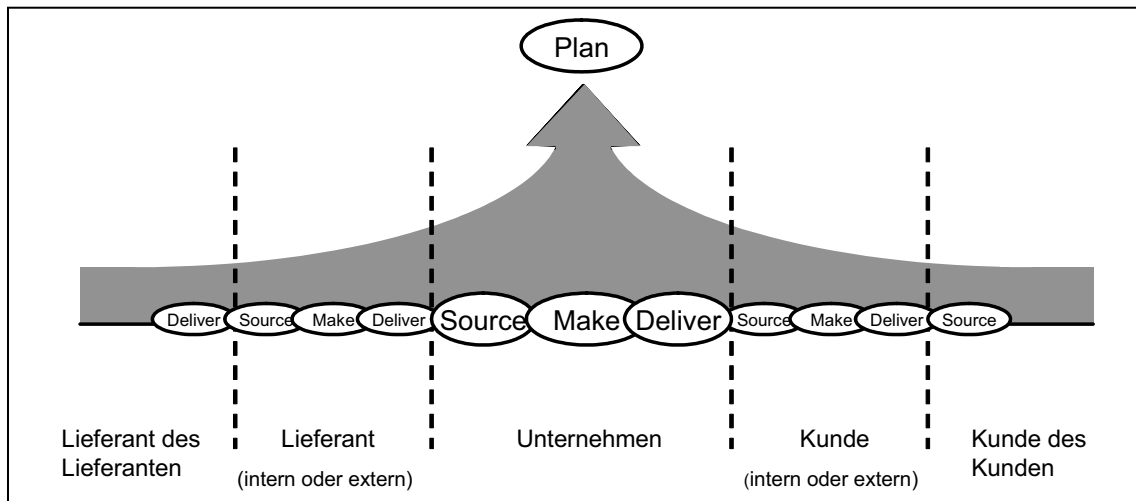 Plan
Deliver Source Make Deliver Source Make Deliver Source Make Deliver Source
Lieferant des
Lieferanten
Lieferant
(intern oder extern)
Unternehmen
Kunde
(intern oder extern)
Kunde des
Kunden